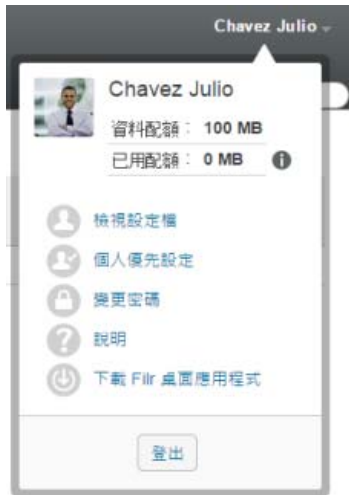 Chavez Julio
Chavez Julio
資料配額： 100 MB
已用配額： 0 MB
檢視設定檔
個人優先設定
變更密碼
說明
下載 Filr 桌面應用程式
登出